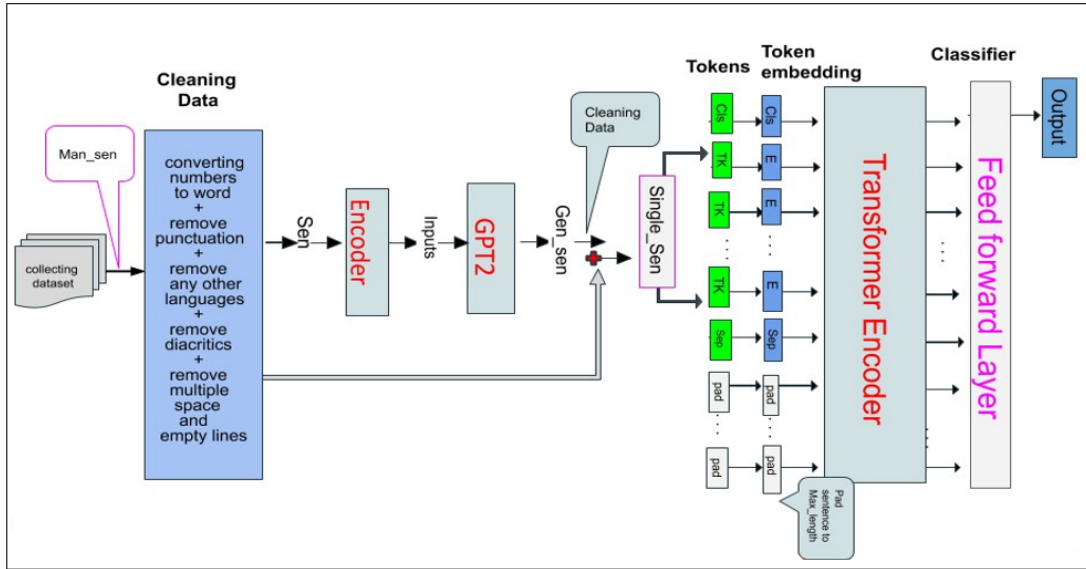 Cleaning
Data
Man_sen
collecting
dataset
converting
numbers
to word
+
remove
punctuation
+
remove
any other
languages
+
remove
diacritics
+
remove
multiple
space
and
empty lines
Sen
Encoder
Inputs
GPT2
Gen_sen
Cleaning
Data
Single_Sen
Tokens
Cls
TK
TK
TK
Sep
pad
pad
Token
embedding
Cls
E
E
E
Sep
pad
pad
Pad
sentence to
Max_length
Transformer Encoder
Classifier
Feed forward Layer
Output